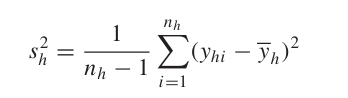 s_h^2 = \frac{1}{n_h - 1} \sum_{i=1}^{n_h} (y_{hi} - \overline{y}_h)^2